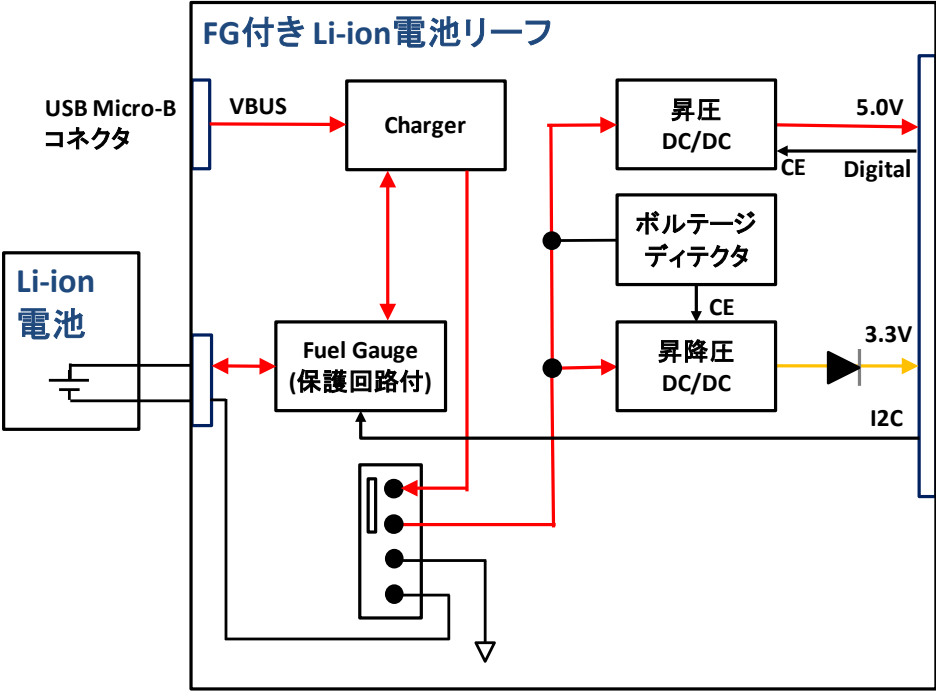 FG付き Li-ion電池リーフ
USB Micro-B
コネクタ
VBUS
Charger
昇圧
DC/DC
5.0V
CE
Digital
ボルテージ
ディテクタ
CE
Li-ion
電池
Fuel Gauge
(保護回路付)
昇降圧
DC/DC
3.3V
I2C